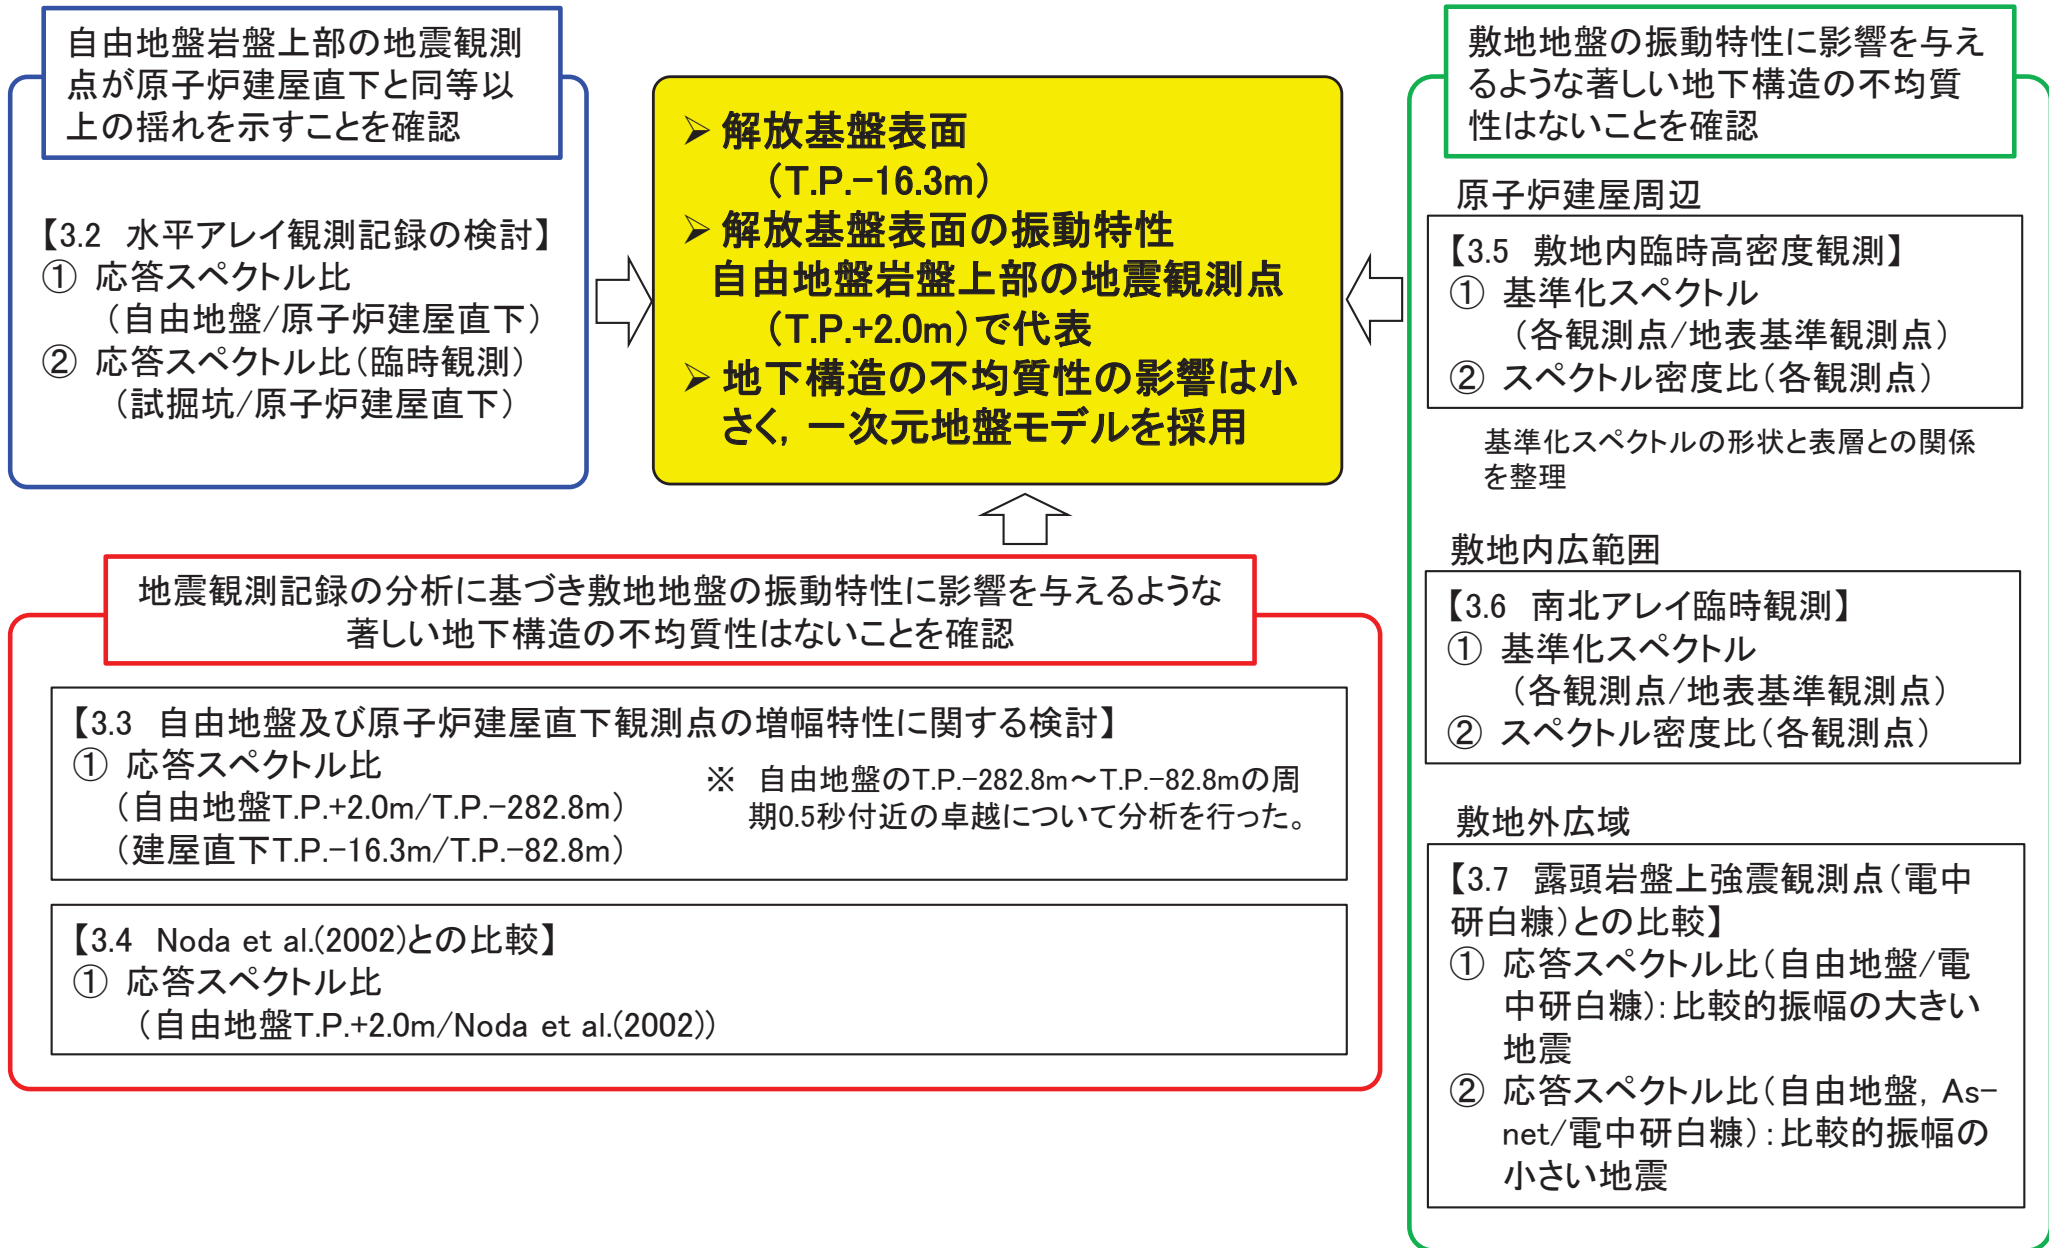 自由地盤岩盤上部の地震観測
点が原子炉建屋直下と同等以
上の揺れを示すことを確認
【3.2 水平アレイ観測記録の検討】
① 応答スペクトル比
（自由地盤/原子炉建屋直下）
② 応答スペクトル比（臨時観測）
（試掘坑/原子炉建屋直下）
➢ 解放基盤表面
（T.P.-16.3m）
➢ 解放基盤表面の振動特性
自由地盤岩盤上部の地震観測点
（T.P.+2.0m）で代表
➢ 地下構造の不均質性の影響は小
さく，一次元地盤モデルを採用
敷地地盤の振動特性に影響を与え
るような著しい地下構造の不均質
性はないことを確認
原子炉建屋周辺
【3.5 敷地内臨時高密度観測】
① 基準化スペクトル
（各観測点/地表基準観測点）
② スペクトル密度比（各観測点）
基準化スペクトルの形状と表層との関係
を整理
敷地内広範囲
【3.6 南北アレイ臨時観測】
① 基準化スペクトル
（各観測点/地表基準観測点）
② スペクトル密度比（各観測点）
敷地外広域
【3.7 露頭岩盤上強震観測点（電中
研白糠）との比較】
① 応答スペクトル比（自由地盤/電
中研白糠）：比較的振幅の大きい
地震
② 応答スペクトル比（自由地盤，As-
net/電中研白糠）：比較的振幅の
小さい地震
地震観測記録の分析に基づき敷地地盤の振動特性に影響を与えるような
著しい地下構造の不均質性はないことを確認
【3.3 自由地盤及び原子炉建屋直下観測点の増幅特性に関する検討】
① 応答スペクトル比
（自由地盤T.P.+2.0m/T.P.-282.8m）
（建屋直下T.P.-16.3m/T.P.-82.8m）
※ 自由地盤のT.P.-282.8m～T.P.-82.8mの周
期0.5秒付近の卓越について分析を行った。
【3.4 Noda et al.(2002)との比較】
① 応答スペクトル比
（自由地盤T.P.+2.0m/Noda et al.(2002)）